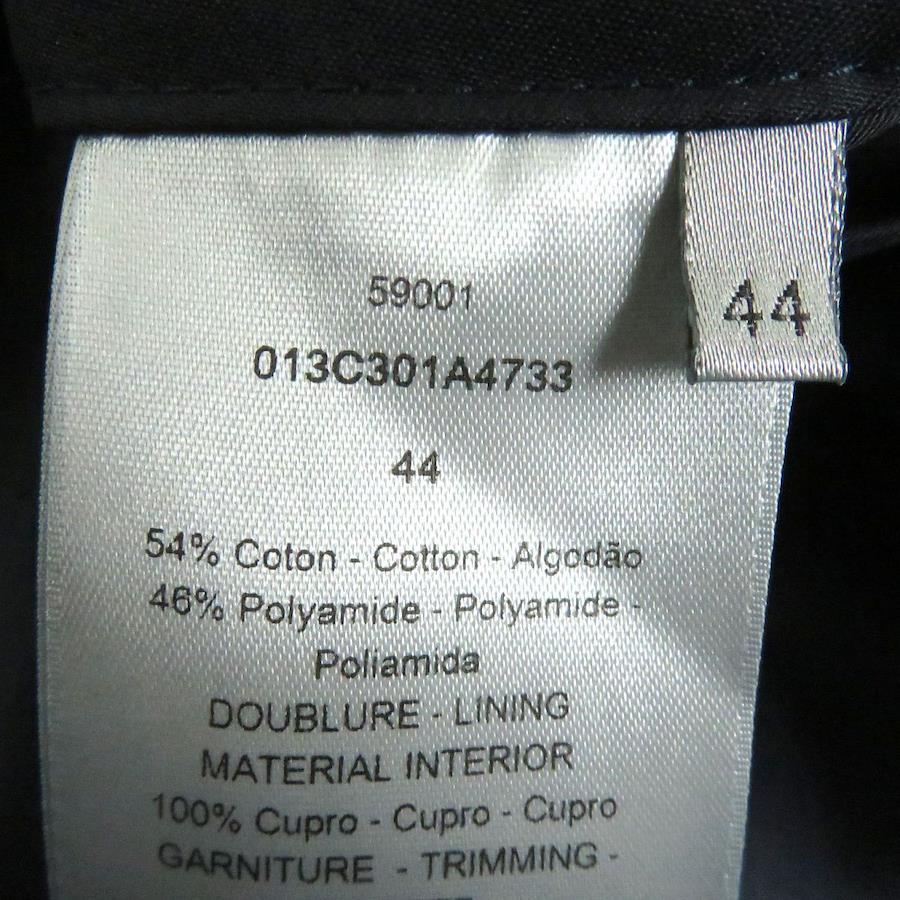 59001
013C301A4733
44
44
54% Coton - Cotton - Algodão
46% Polyamide - Polyamide -
Poliamida
DOUBLURE - LINING
MATERIAL INTERIOR
100% Cupro - Cupro - Cupro
GARNITURE - TRIMMING -